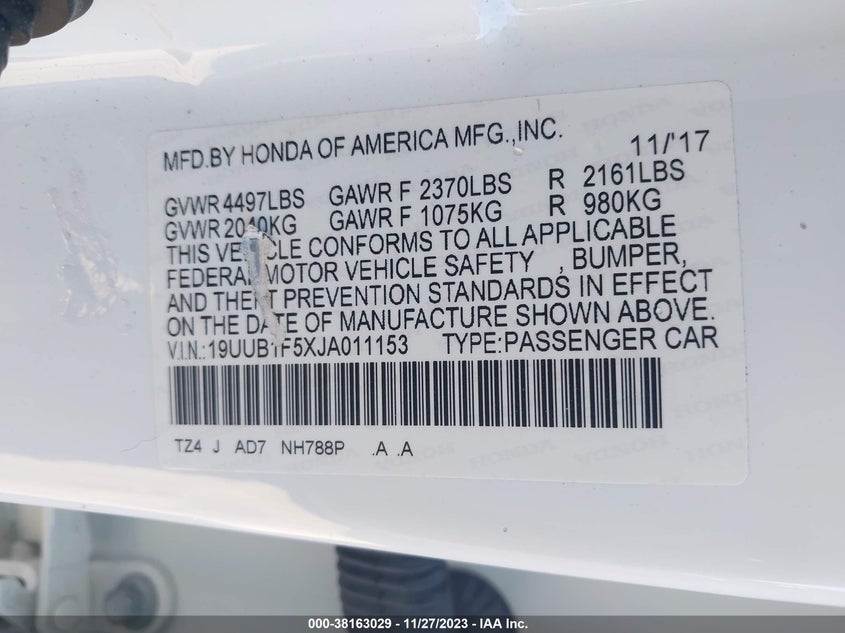 MFD.BY HONDA OF AMERICA MFG.,INC. 11/'17
GVWR 4497LBS GAWR F 2370LBS R 2161LBS
GVWR 2040KG GAWR F 1075KG R 980KG
THIS VEHICLE CONFORMS TO ALL APPLICABLE
FEDERAL MOTOR VEHICLE SAFETY , BUMPER,
AND THEFT PREVENTION STANDARDS IN EFFECT
ON THE DATE OF MANUFACTURE SHOWN ABOVE.
V.I.N.:19UUB1F5XJA011153 TYPE:PASSENGER CAR
TZ4 J AD7 NH788P .A .A
000-38163029 - 11/27/2023 - IAA Inc.